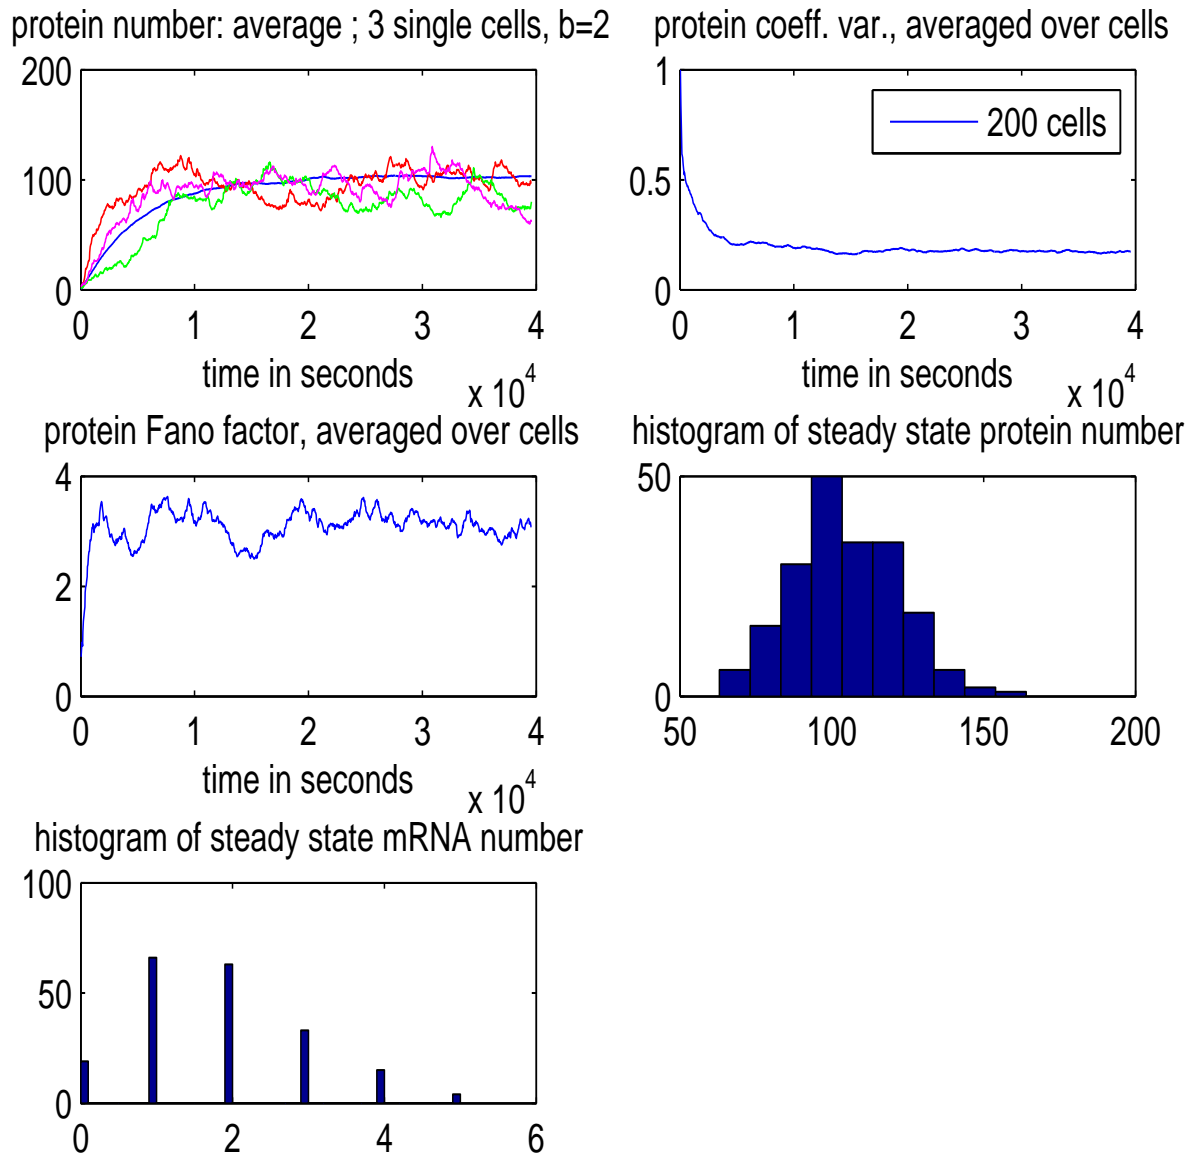 protein number: average ; 3 single cells, b=2
200
100
0
0 1 2 3 4
time in seconds
x 10^4
protein coeff. var., averaged over cells
1
0.5
0
200 cells
0 1 2 3 4
time in seconds
x 10^4
protein Fano factor, averaged over cells
4
2
0
0 1 2 3 4
time in seconds
x 10^4
histogram of steady state protein number
50
0
50 100 150 200
histogram of steady state mRNA number
100
50
0
0 2 4 6